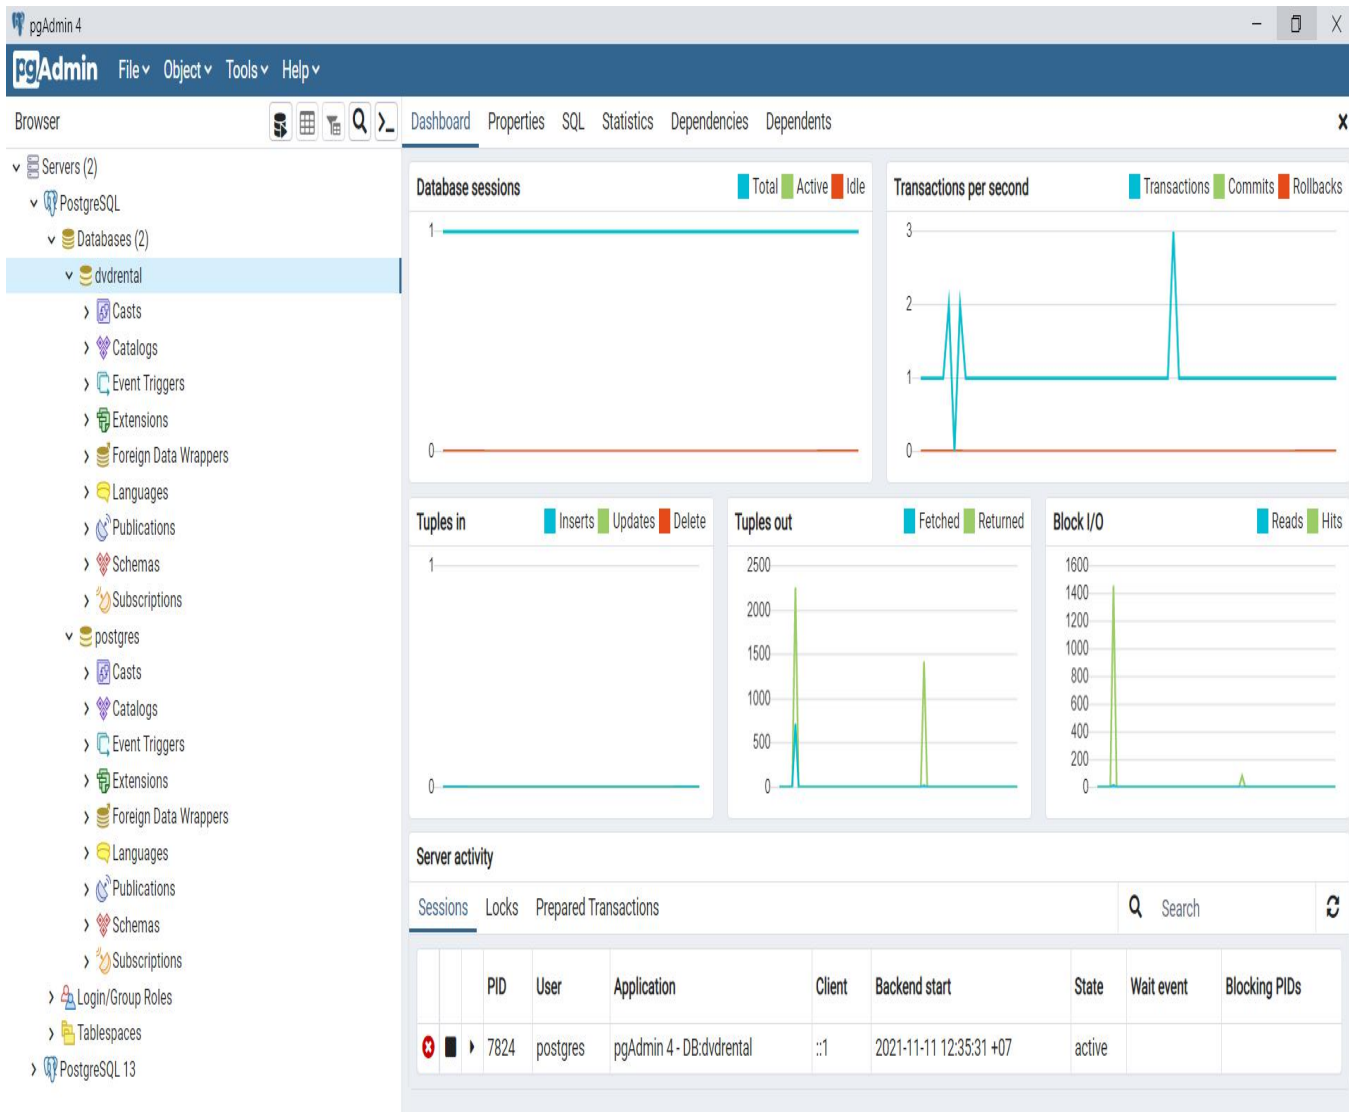 pgAdmin 4
pgAdmin File Object Tools Help
Browser
Servers (2)
PostgreSQL
Databases (2)
dvdrental
Casts
Catalogs
Event Triggers
Extensions
Foreign Data Wrappers
Languages
Publications
Schemas
Subscriptions
postgres
Casts
Catalogs
Event Triggers
Extensions
Foreign Data Wrappers
Languages
Publications
Schemas
Subscriptions
Login/Group Roles
Tablespaces
PostgreSQL 13
Dashboard Properties SQL Statistics Dependencies Dependents
Database sessions Total Active Idle
1
0
Transactions per second Transactions Commits Rollbacks
3
2
1
0
Tuples in Inserts Updates Delete
1
0
Tuples out Fetched Returned
2500
2000
1500
1000
500
0
Block I/O Reads Hits
1600
1400
1200
1000
800
600
400
200
0
Server activity
Sessions Locks Prepared Transactions Search
PID User Application Client Backend start State Wait event Blocking PIDs
7824 postgres pgAdmin 4 - DB:dvdrental ::1 2021-11-11 12:35:31 +07 active